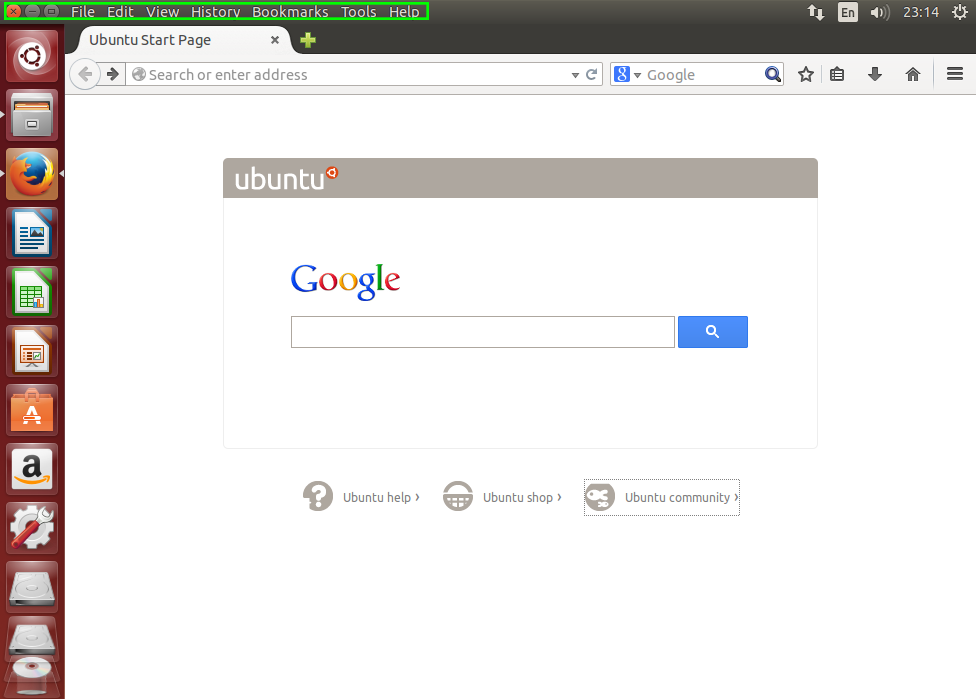 File Edit View History Bookmarks Tools Help En 23:14
Ubuntu Start Page
Search or enter address Google
ubuntu
Google
Ubuntu help ›
Ubuntu shop ›
Ubuntu community ›